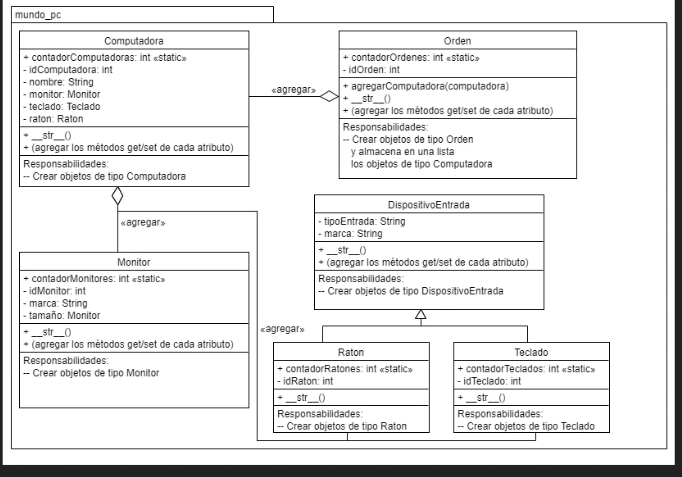 mundo_pc
Computadora
+ contadorComputadoras: int «static»
- idComputadora: int
- nombre: String
- monitor: Monitor
- teclado: Teclado
- raton: Raton
+ __str__()
+ (agregar los métodos get/set de cada atributo)
Responsabilidades:
-- Crear objetos de tipo Computadora
«agregar»
Orden
+ contadorOrdenes: int «static»
- idOrden: int
+ agregarComputadora(computadora)
+ __str__()
+ (agregar los métodos get/set de cada atributo)
Responsabilidades:
-- Crear objetos de tipo Orden
y almacena en una lista
los objetos de tipo Computadora
«agregar»
DispositivoEntrada
- tipoEntrada: String
- marca: String
+ __str__()
+ (agregar los métodos get/set de cada atributo)
Responsabilidades:
-- Crear objetos de tipo DispositivoEntrada
Monitor
+ contadorMonitores: int «static»
- idMonitor: int
- marca: String
- tamaño: Monitor
+ __str__()
+ (agregar los métodos get/set de cada atributo)
Responsabilidades:
-- Crear objetos de tipo Monitor
«agregar»
Raton
+ contadorRatones: int «static»
- idRaton: int
+ __str__()
Responsabilidades:
-- Crear objetos de tipo Raton
Teclado
+ contadorTeclados: int «static»
- idTeclado: int
+ __str__()
Responsabilidades:
-- Crear objetos de tipo Teclado